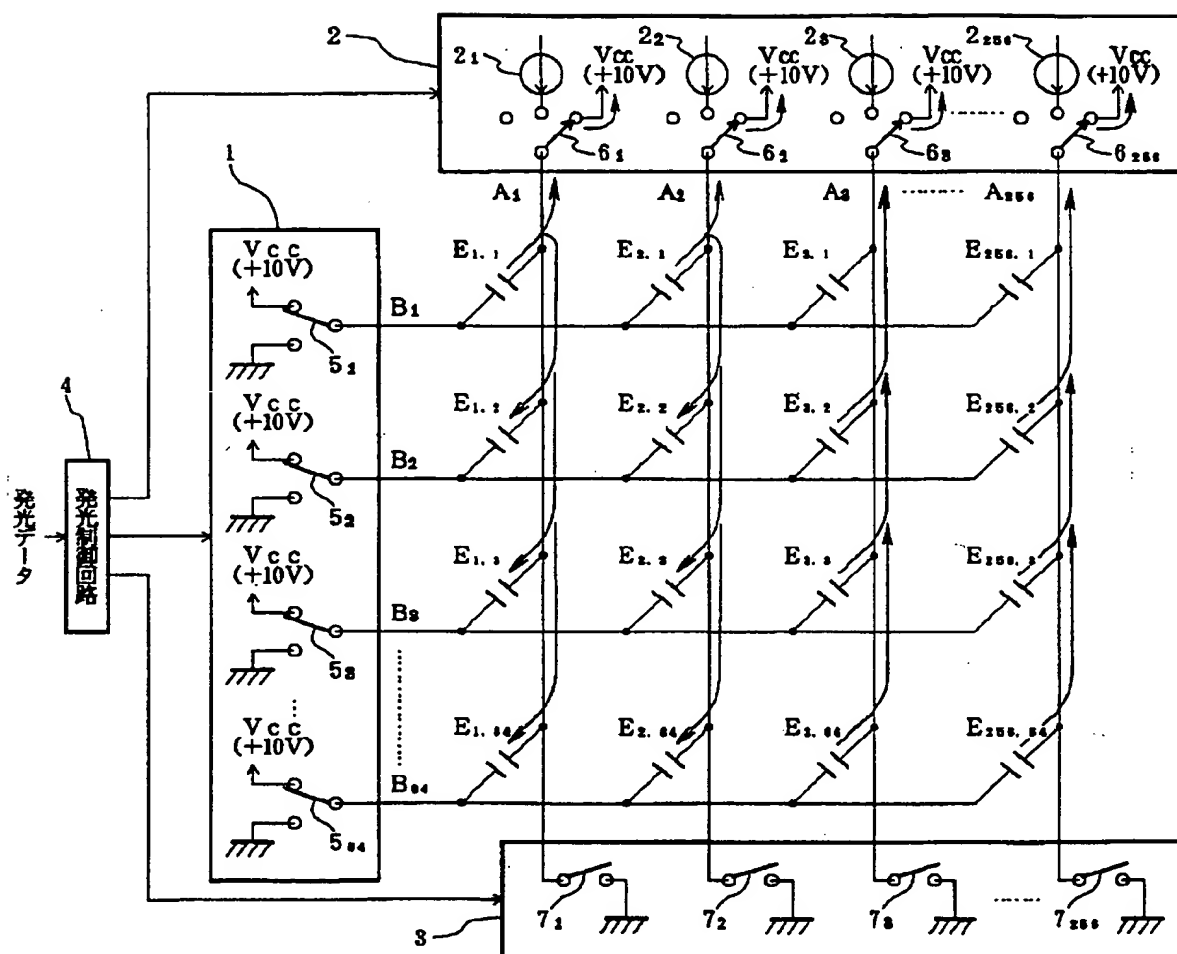 2
2₁ 2₂ 2₃ 2₂₅₆
Vcc Vcc Vcc Vcc
(+10V) (+10V) (+10V) (+10V)
6₁ 6₂ 6₃ 6₂₅₆
1
A₁ A₂ A₃ A₂₅₆
Vcc
(+10V)
E₁.₁ E₂.₁ E₃.₁ E₂₅₆.₁
B₁
5₁
4
発光データ
発光制御回路
Vcc
(+10V)
E₁.₂ E₂.₂ E₃.₂ E₂₅₆.₂
B₂
5₂
Vcc
(+10V)
E₁.₃ E₂.₃ E₃.₃ E₂₅₆.₃
B₃
5₃
Vcc
(+10V)
E₁.₆₄ E₂.₆₄ E₃.₆₄ E₂₅₆.₆₄
B₆₄
5₆₄
3
7₁ 7₂ 7₃ 7₂₅₆